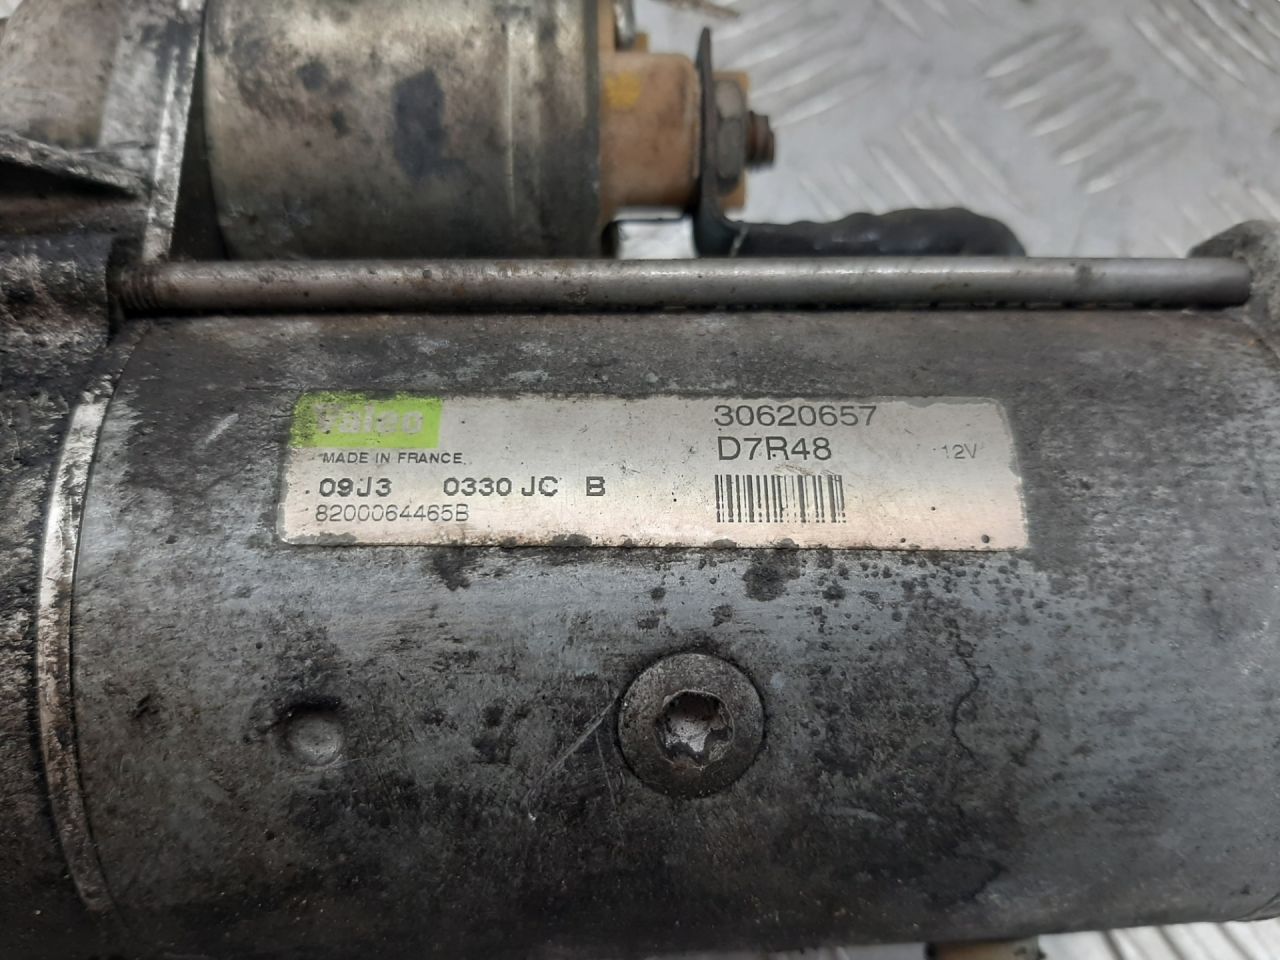 Valeo
30620657
MADE IN FRANCE
D7R48
12V
09J3 0330 JC B
8200064465B